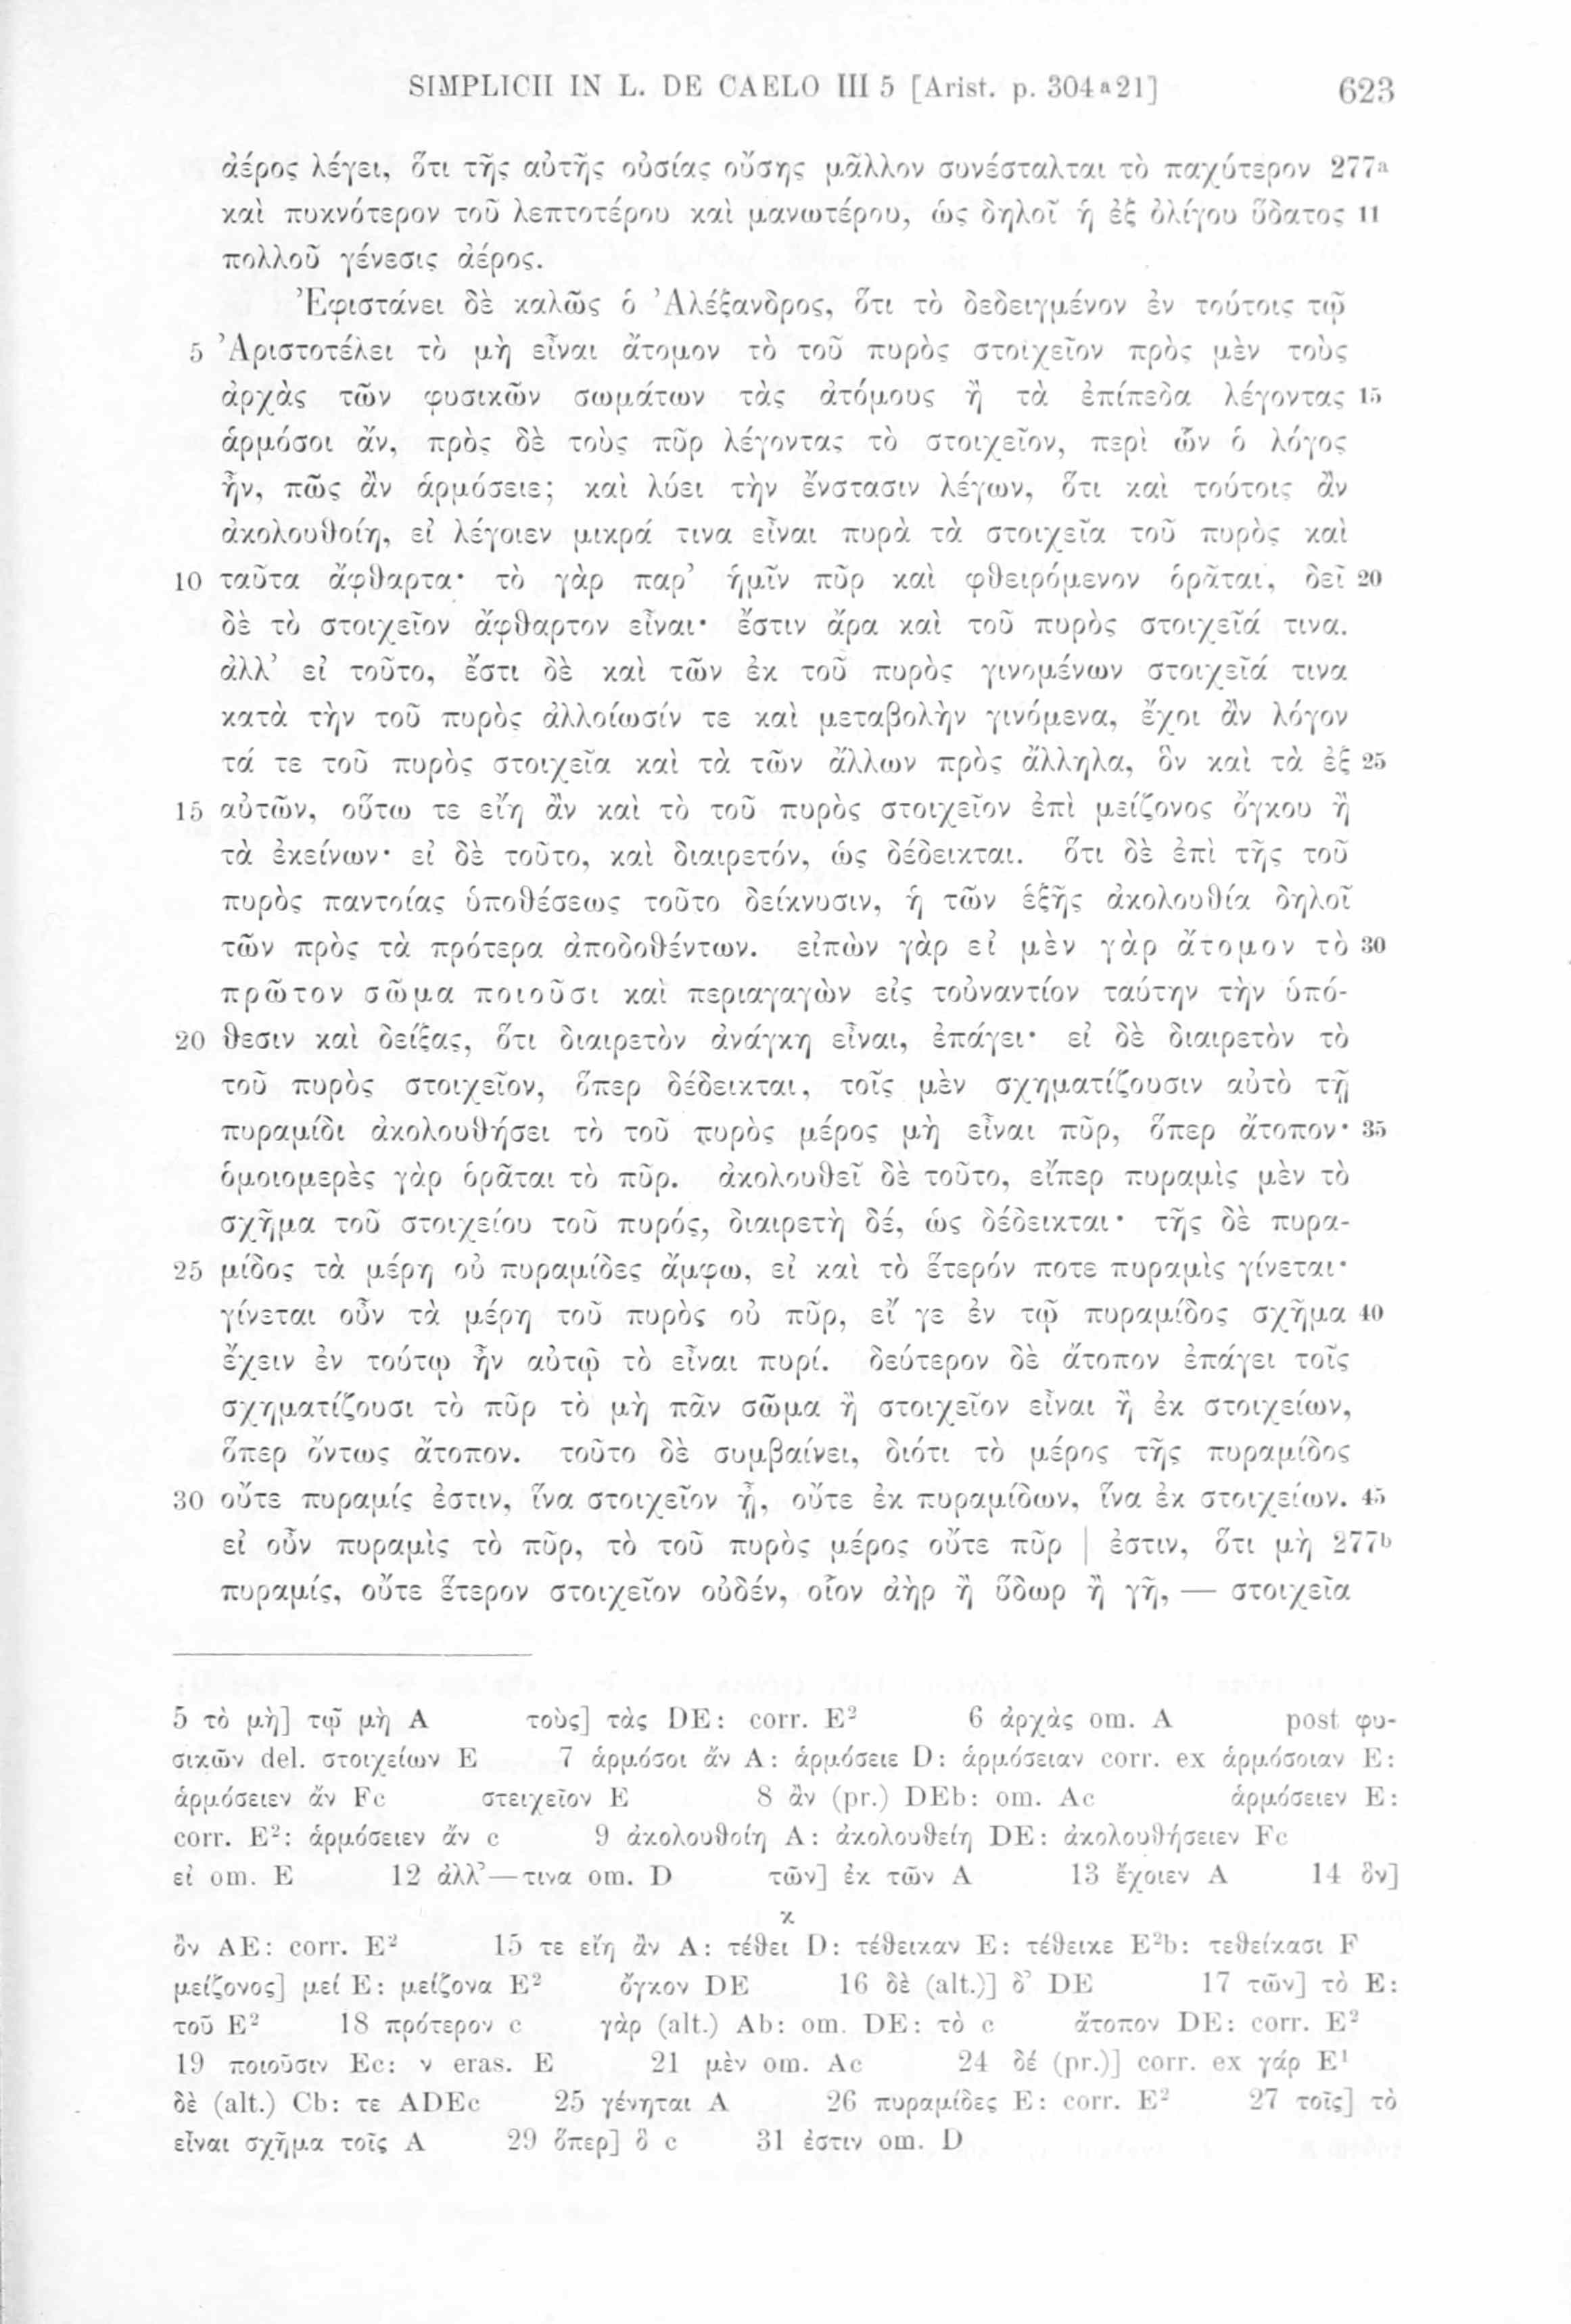 SIMPLICII IN L. DE CAELO III 5 [Arist. p. 304 a 21] 623
ἀέρος λέγει, ὅτι τῆς αὐτῆς οὐσίας οὔσης μᾶλλον συνέσταλται τὸ παχύτερον 277a
καὶ πυκνότερον τοῦ λεπτοτέρου καὶ μανωτέρου, ὡς δηλοῖ ἡ ἐξ ὀλίγου ὕδατος 11
πολλοῦ γένεσις ἀέρος.
Ἐφιστάνει δὲ καλῶς ὁ Ἀλέξανδρος, ὅτι τὸ δεδειγμένον ἐν τούτοις τῷ
5 Ἀριστοτέλει τὸ μὴ εἶναι ἄτομον τὸ τοῦ πυρὸς στοιχεῖον πρὸς μὲν τοὺς
ἀρχὰς τῶν φυσικῶν σωμάτων τὰς ἀτόμους ἢ τὰ ἐπίπεδα λέγοντας 15
ἁρμόσοι ἄν, πρὸς δὲ τοὺς πῦρ λέγοντας τὸ στοιχεῖον, περὶ ὧν ὁ λόγος
ἦν, πῶς ἂν ἁρμόσειε; καὶ λύει τὴν ἔνστασιν λέγων, ὅτι καὶ τούτοις ἂν
ἀκολουθοίη, εἰ λέγοιεν μικρά τινα εἶναι πυρὰ τὰ στοιχεῖα τοῦ πυρὸς καὶ
10 ταῦτα ἄφθαρτα· τὸ γὰρ παρ’ ἡμῖν πῦρ καὶ φθειρόμενον ὁρᾶται, δεῖ 20
δὲ τὸ στοιχεῖον ἄφθαρτον εἶναι· ἔστιν ἄρα καὶ τοῦ πυρὸς στοιχεῖά τινα.
ἀλλ’ εἰ τοῦτο, ἔστι δὲ καὶ τῶν ἐκ τοῦ πυρὸς γινομένων στοιχεῖά τινα
κατὰ τὴν τοῦ πυρὸς ἀλλοίωσίν τε καὶ μεταβολὴν γινόμενα, ἔχοι ἂν λόγον
τά τε τοῦ πυρὸς στοιχεῖα καὶ τὰ τῶν ἄλλων πρὸς ἄλληλα, ὃν καὶ τὰ ἐξ 25
15 αὐτῶν, οὕτω τε εἴη ἂν καὶ τὸ τοῦ πυρὸς στοιχεῖον ἐπὶ μείζονος ὄγκου ἢ
τὰ ἐκείνων· εἰ δὲ τοῦτο, καὶ διαιρετόν, ὡς δέδεικται. ὅτι δὲ ἐπὶ τῆς τοῦ
πυρὸς παντοίας ὑποθέσεως τοῦτο δείκνυσιν, ἡ τῶν ἑξῆς ἀκολουθία δηλοῖ
τῶν πρὸς τὰ πρότερα ἀποδοθέντων. εἰπὼν γὰρ εἰ μὲν γὰρ ἄτομον τὸ 30
πρῶτον σῶμα ποιοῦσι καὶ περιαγαγὼν εἰς τοὐναντίον ταύτην τὴν ὑπό-
20 θεσιν καὶ δείξας, ὅτι διαιρετὸν ἀνάγκη εἶναι, ἐπάγει· εἰ δὲ διαιρετὸν τὸ
τοῦ πυρὸς στοιχεῖον, ὅπερ δέδεικται, τοῖς μὲν σχηματίζουσιν αὐτὸ τῇ
πυραμίδι ἀκολουθήσει τὸ τοῦ πυρὸς μέρος μὴ εἶναι πῦρ, ὅπερ ἄτοπον· 35
ὁμοιομερὲς γὰρ ὁρᾶται τὸ πῦρ. ἀκολουθεῖ δὲ τοῦτο, εἴπερ πυραμὶς μὲν τὸ
σχῆμα τοῦ στοιχείου τοῦ πυρός, διαιρετὴ δέ, ὡς δέδεικται· τῆς δὲ πυρα-
25 μίδος τὰ μέρη οὐ πυραμίδες ἄμφω, εἰ καὶ τὸ ἕτερόν ποτε πυραμὶς γίνεται·
γίνεται οὖν τὰ μέρη τοῦ πυρὸς οὐ πῦρ, εἴ γε ἐν τῷ πυραμίδος σχῆμα 40
ἔχειν ἐν τούτῳ ἦν αὐτῷ τὸ εἶναι πυρί. δεύτερον δὲ ἄτοπον ἐπάγει τοῖς
σχηματίζουσι τὸ πῦρ τὸ μὴ πᾶν σῶμα ἢ στοιχεῖον εἶναι ἢ ἐκ στοιχείων,
ὅπερ ὄντως ἄτοπον. τοῦτο δὲ συμβαίνει, διότι τὸ μέρος τῆς πυραμίδος
30 οὔτε πυραμίς ἐστιν, ἵνα στοιχεῖον ᾖ, οὔτε ἐκ πυραμίδων, ἵνα ἐκ στοιχείων. 45
εἰ οὖν πυραμὶς τὸ πῦρ, τὸ τοῦ πυρὸς μέρος οὔτε πῦρ | ἐστιν, ὅτι μὴ 277b
πυραμίς, οὔτε ἕτερον στοιχεῖον οὐδέν, οἷον ἀὴρ ἢ ὕδωρ ἢ γῆ, — στοιχεῖα
5 τὸ μὴ] τῷ μὴ A τοὺς] τὰς DE: corr. E² 6 ἀρχὰς om. A post φυ-
σικῶν del. στοιχείων E 7 ἁρμόσοι ἄν A: ἁρμόσειε D: ἁρμόσειαν corr. ex ἁρμόσοιαν E:
ἁρμόσειεν ἄν Fc στειχεῖον E 8 ἂν (pr.) DEb: om. Ac ἁρμόσειεν E:
corr. E²: ἁρμόσειεν ἄν c 9 ἀκολουθοίη A: ἀκολουθείη DE: ἀκολουθήσειεν Fc
εἰ om. E 12 ἀλλ’—τινα om. D τῶν] ἐκ τῶν A 13 ἔχοιεν A 14 ὃν]
ὂν AE: corr. E² 15 τε εἴη ἂν A: τέθει D: τέθεικαν E: τέθεικε E²b: τεθείκασι F
μείζονος] μεί E: μείζονα E² ὄγκον DE 16 δὲ (alt.)] δ’ DE 17 τῶν] τὸ E:
τοῦ E² 18 πρότερον c γὰρ (alt.) Ab: om. DE: τὸ c ἄτοπον DE: corr. E²
19 ποιοῦσιν Ec: ν eras. E 21 μὲν om. Ac 24 δέ (pr.)] corr. ex γάρ E¹
δὲ (alt.) Cb: τε ADEc 25 γένηται A 26 πυραμίδες E: corr. E² 27 τοῖς] τὸ
εἶναι σχῆμα τοῖς A 29 ὅπερ] ὃ c 31 ἐστιν om. D